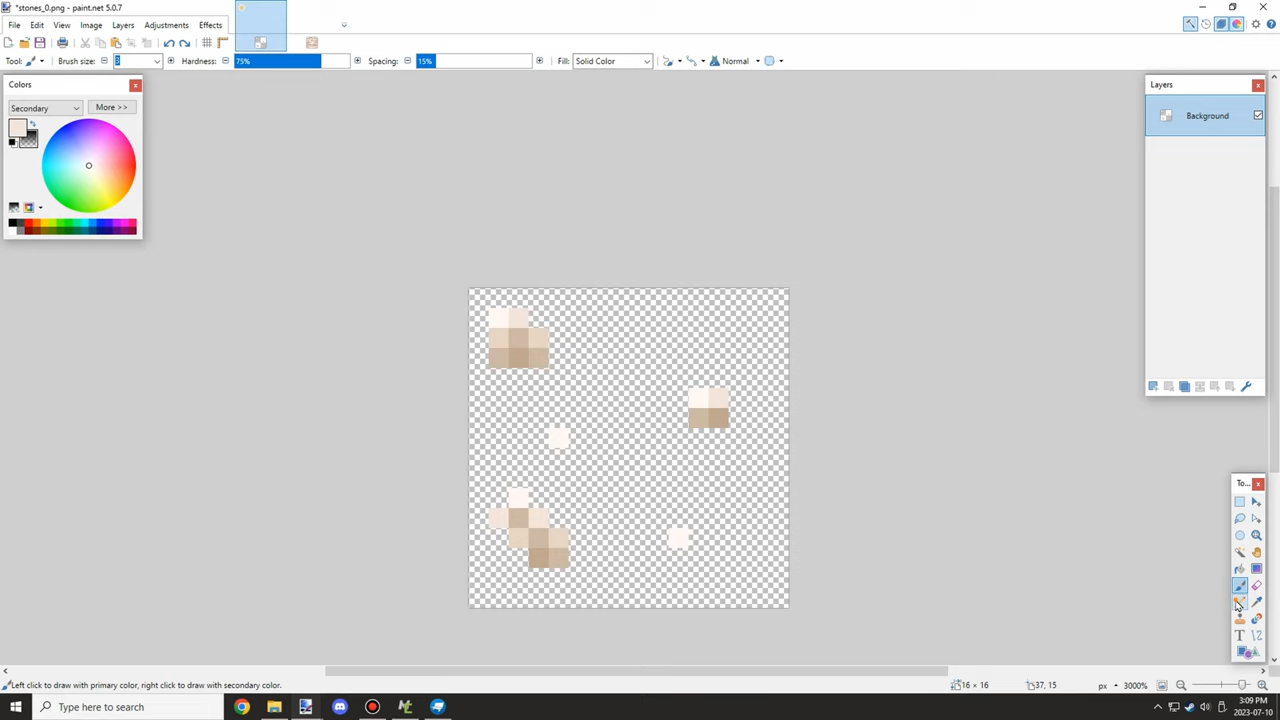 *stones_0.png - paint.net 5.0.7
File Edit View Image Layers Adjustments Effects
Tool: Brush size: 3 Hardness: 75% Spacing: 15% Fill: Solid Color Normal
Colors
Secondary More >>
Layers
Background
To...
T
Left click to draw with primary color, right click to draw with secondary color. 16 × 16 37, 15 px 3000%
Type here to search
3:09 PM
2023-07-10